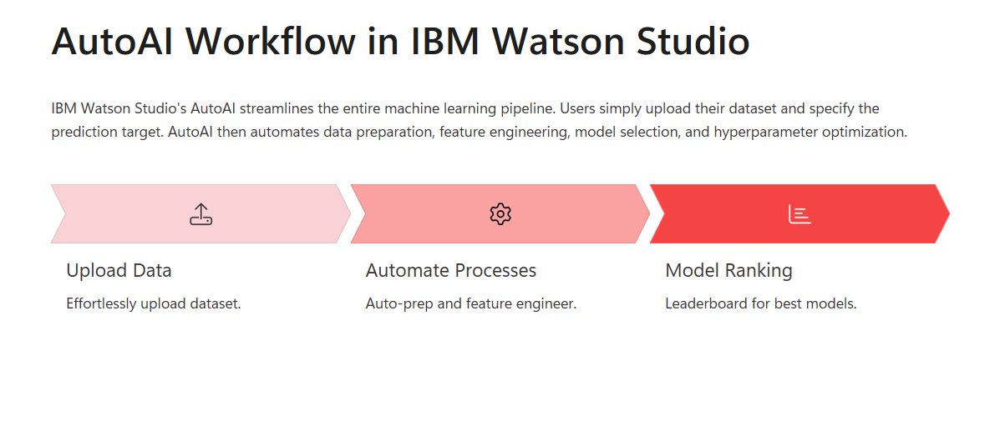 AutoAI Workflow in IBM Watson Studio
IBM Watson Studio's AutoAI streamlines the entire machine learning pipeline. Users simply upload their dataset and specify the
prediction target. AutoAI then automates data preparation, feature engineering, model selection, and hyperparameter optimization.
Upload Data
Effortlessly upload dataset.
Automate Processes
Auto-prep and feature engineer.
Model Ranking
Leaderboard for best models.